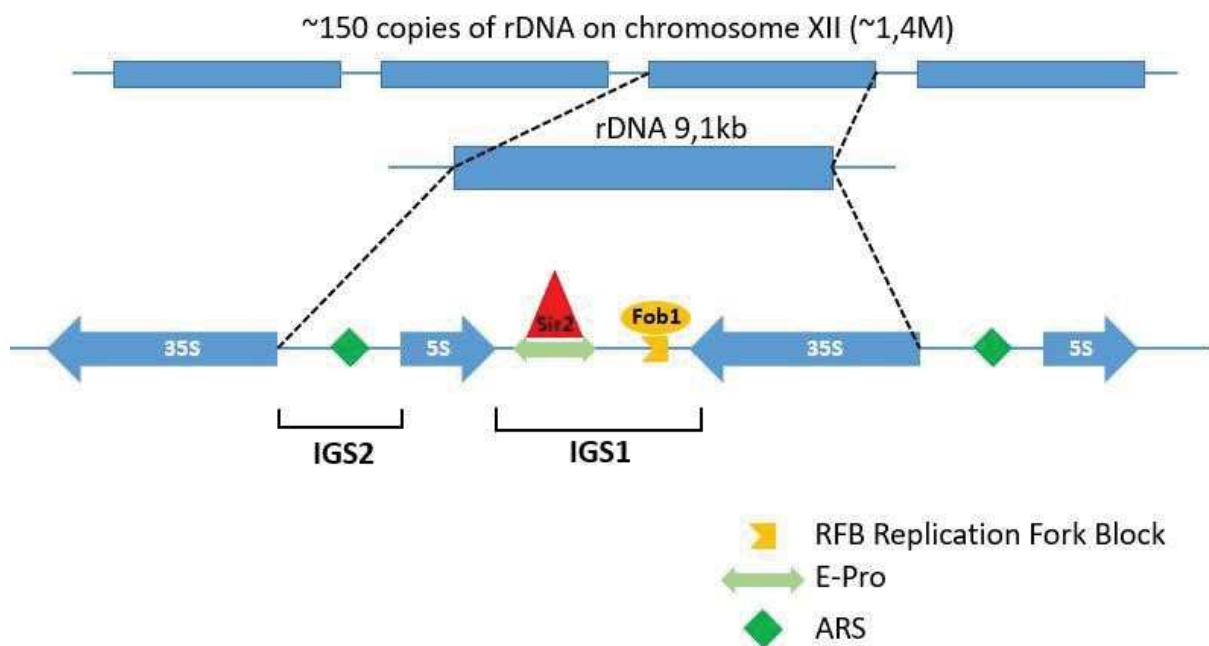 ~150 copies of rDNA on chromosome XII (~1,4M)
rDNA 9,1kb
Sir2
Fob1
35S
5S
35S
5S
IGS2
IGS1
RFB Replication Fork Block
E-Pro
ARS